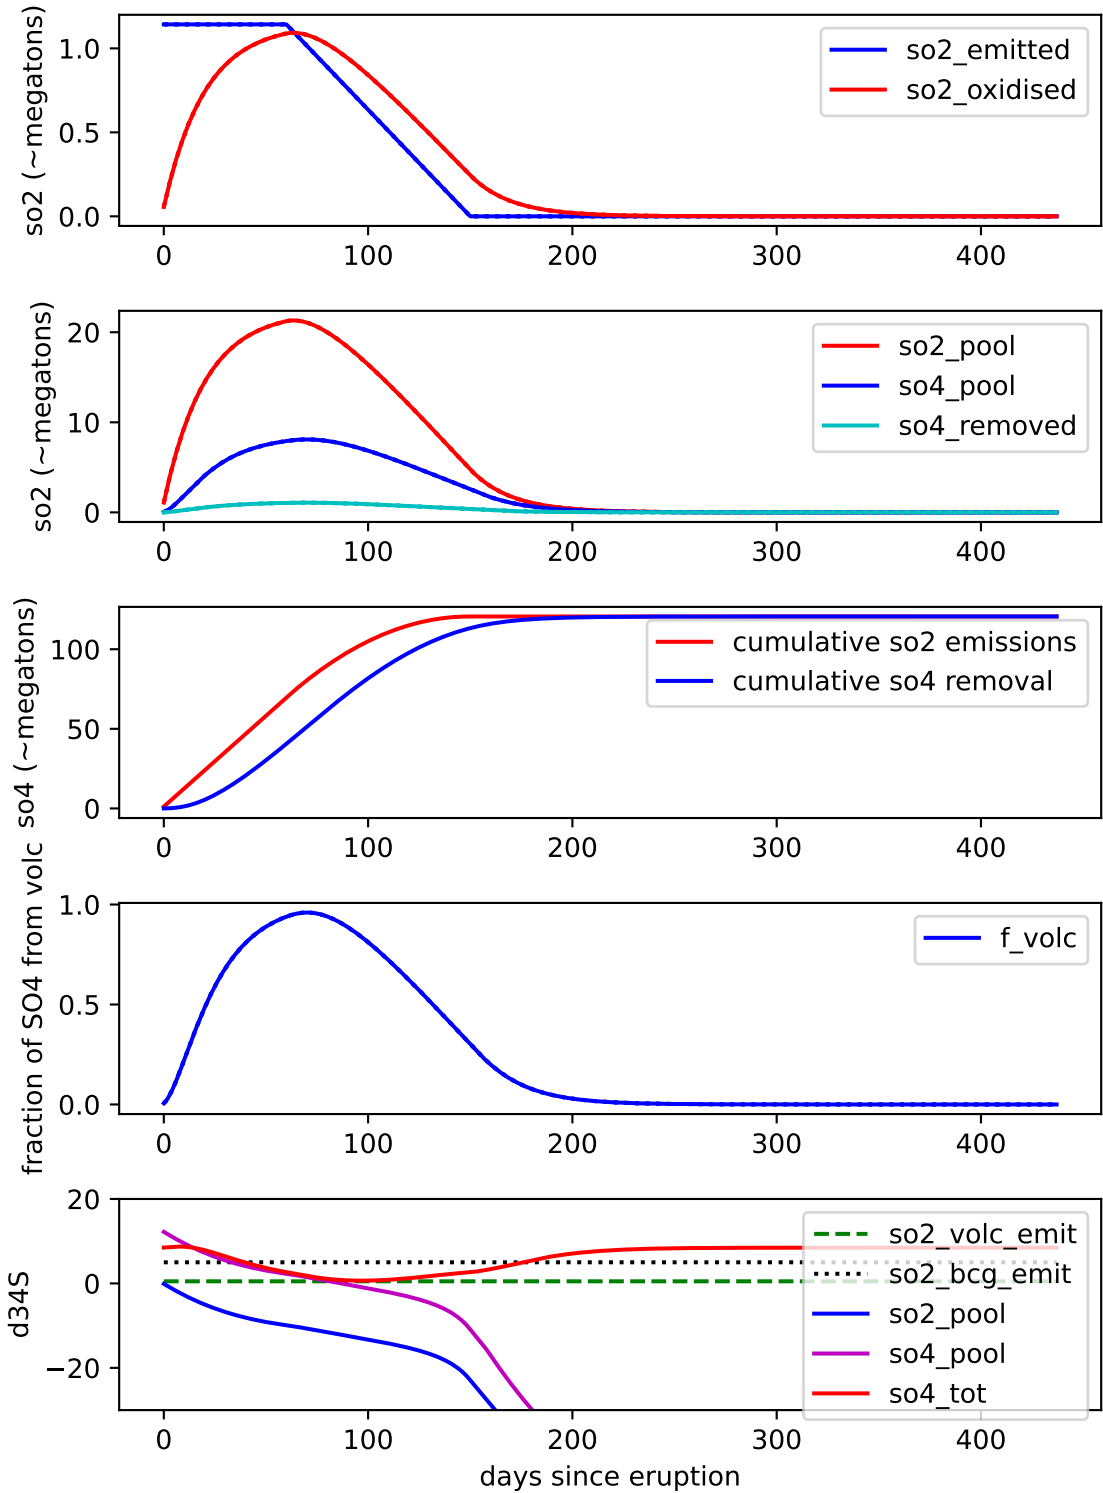 so2 (~megatons)
1.0
0.5
0.0
so2_emitted
so2_oxidised
0 100 200 300 400
so2 (~megatons)
20
10
0
so2_pool
so4_pool
so4_removed
0 100 200 300 400
so4 (~megatons)
100
50
0
cumulative so2 emissions
cumulative so4 removal
0 100 200 300 400
fraction of SO4 from volc
1.0
0.5
0.0
f_volc
0 100 200 300 400
d34S
20
0
−20
so2_volc_emit
so2_bcg_emit
so2_pool
so4_pool
so4_tot
0 100 200 300 400
days since eruption